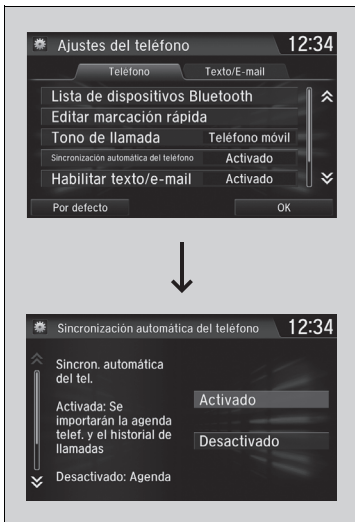 Ajustes del teléfono 12:34
Teléfono Texto/E-mail
Lista de dispositivos Bluetooth
Editar marcación rápida
Tono de llamada Teléfono móvil
Sincronización automática del teléfono Activado
Habilitar texto/e-mail Activado
Por defecto OK
Sincronización automática del teléfono 12:34
Sincron. automática
del tel.
Activada: Se
importarán la agenda
telef. y el historial de
llamadas
Desactivado: Agenda
Activado
Desactivado